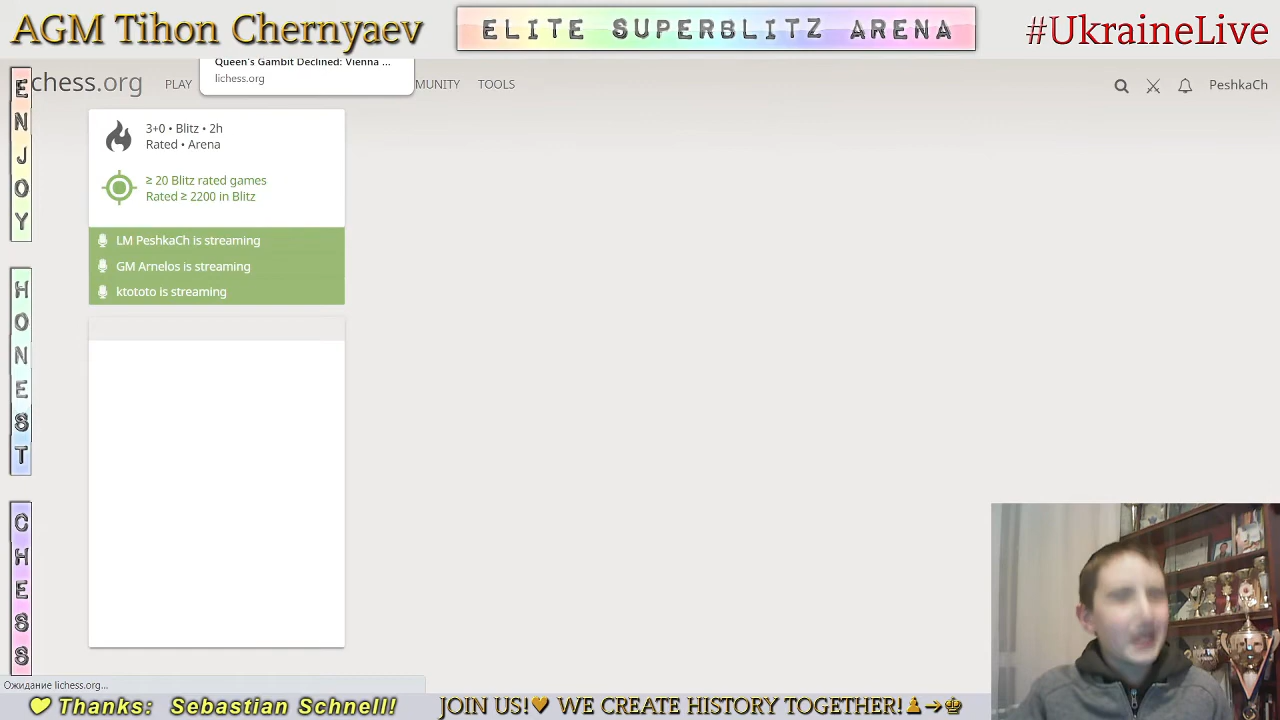 AGM Tihon Chernyaev
ELITE SUPERBLITZ ARENA
#UkraineLive
Queen's Gambit Declined: Vienna ...
lichess.org
chess.org
PLAY
MUNITY
TOOLS
PeshkaCh
3+0 • Blitz • 2h
Rated • Arena
≥ 20 Blitz rated games
Rated ≥ 2200 in Blitz
LM PeshkaCh is streaming
GM Arnelos is streaming
ktototo is streaming
ENJOY
HONEST
CHESS
Ожидание lichess.org...
Thanks: Sebastian Schnell!
JOIN US! WE CREATE HISTORY TOGETHER!